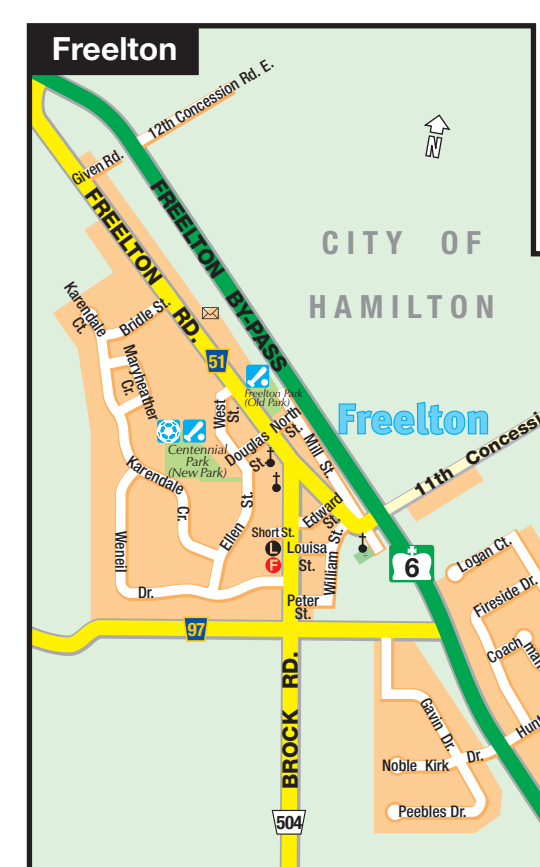 Freelton
12th Concession Rd. E.
Given Rd.
N
FREELTON BY-PASS
FREELTON RD.
CITY OF
HAMILTON
Karendale
Ct.
Bridle St.
Maryheather
Cr.
51
West
St.
Freelton Park
(Old Park)
Freelton
Douglas
St.
North
St.
Mill St.
Centennial
Park
(New Park)
11th Concessi
Karendale
Cr.
Ellen St.
Edward
St.
Short St.
L
Louisa
St.
F
William St.
Wemeil
Dr.
Peter
St.
6
Logan Ct.
Fireside Dr.
Coach
man
97
BROCK RD.
Gavin Dr.
Hunt
Noble Kirk Dr.
Peebles Dr.
504